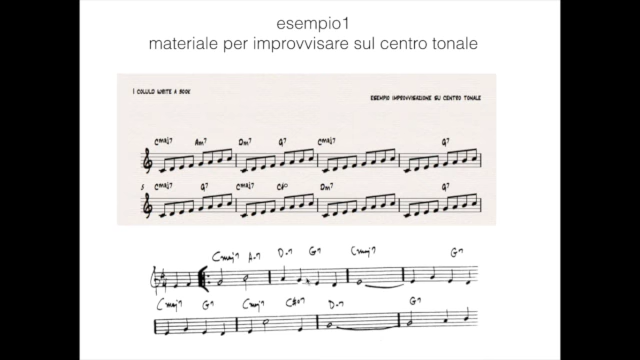 esempio1
materiale per improvvisare sul centro tonale
I COLULD WRITE A BOOK
ESEMPIO IMPROVVISAZIONE SU CENTRO TONALE
Cmaj7 Am7 Dm7 G7 Cmaj7 G7
5 Cmaj7 G7 Cmaj7 C#o Dm7 G7
Cmaj7 A-7 D-7 G7 Cmaj7 G7
Cmaj7 G7 Cmaj7 C#o7 D-7 G7